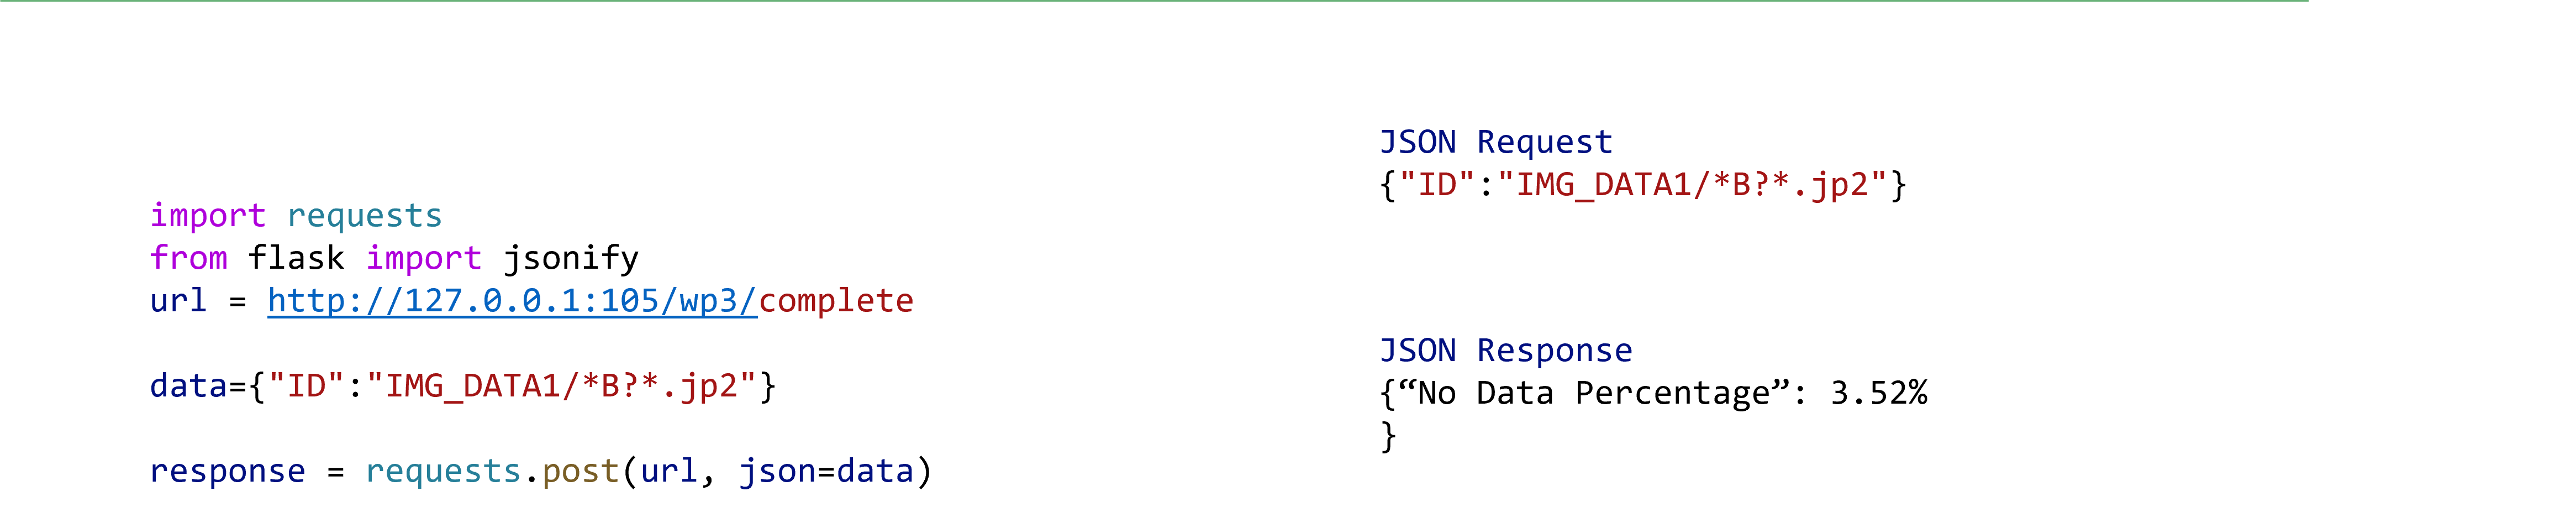 import requests
from flask import jsonify
url = http://127.0.0.1:105/wp3/complete
data={"ID":"IMG_DATA1/*B?*.jp2"}
response = requests.post(url, json=data)
JSON Request
{"ID":"IMG_DATA1/*B?*.jp2"}
JSON Response
{“No Data Percentage”: 3.52%
}